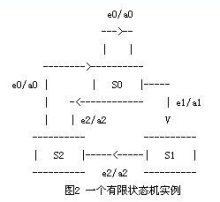 e0/a0
-->--
| |
-------->----------
e0/a0 | | S0 |-----
| -<---------------- | e1/a1
| | e2/a2 V
---------- ----------
| S2 |-----<-----| S1 |
---------- e2/a2 ----------
图2 一个有限状态机实例